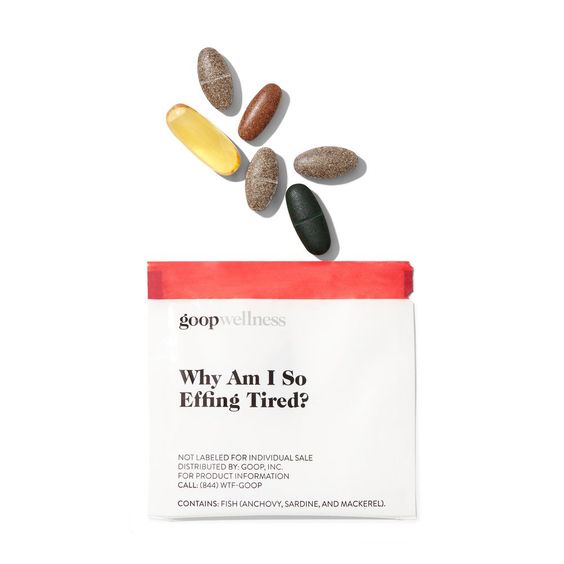 goopwellness
Why Am I So
Effing Tired?
NOT LABELED FOR INDIVIDUAL SALE
DISTRIBUTED BY: GOOP, INC.
FOR PRODUCT INFORMATION
CALL: (844) WTF-GOOP
CONTAINS: FISH (ANCHOVY, SARDINE, AND MACKEREL).